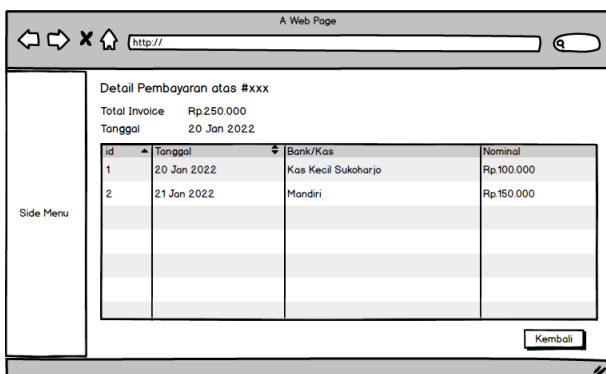 A Web Page
http://
Detail Pembayaran atas #xxx
Total Invoice Rp.250.000
Tanggal 20 Jan 2022
id Tanggal Bank/Kas Nominal
1 20 Jan 2022 Kas Kecil Sukoharjo Rp.100.000
2 21 Jan 2022 Mandiri Rp.150.000
Side Menu
Kembali